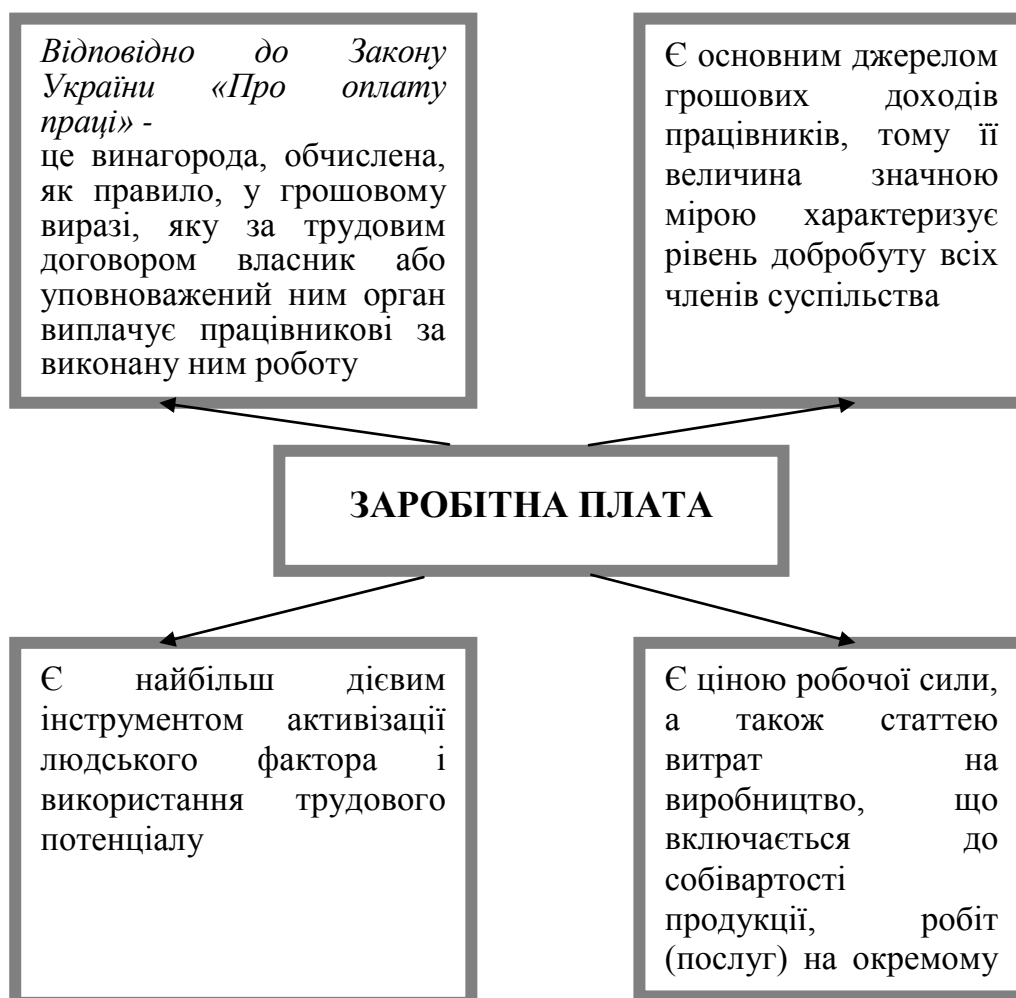 Відповідно до Закону
України «Про оплату
праці» -
це винагорода, обчислена,
як правило, у грошовому
виразі, яку за трудовим
договором власник або
уповноважений ним орган
виплачує працівникові за
виконану ним роботу
Є основним джерелом
грошових доходів
працівників, тому її
величина значною
мірою характеризує
рівень добробуту всіх
членів суспільства
ЗАРОБІТНА ПЛАТА
Є найбільш дієвим
інструментом активізації
людського фактора і
використання трудового
потенціалу
Є ціною робочої сили,
а також статтею
витрат на
виробництво, що
включається до
собівартості
продукції, робіт
(послуг) на окремому